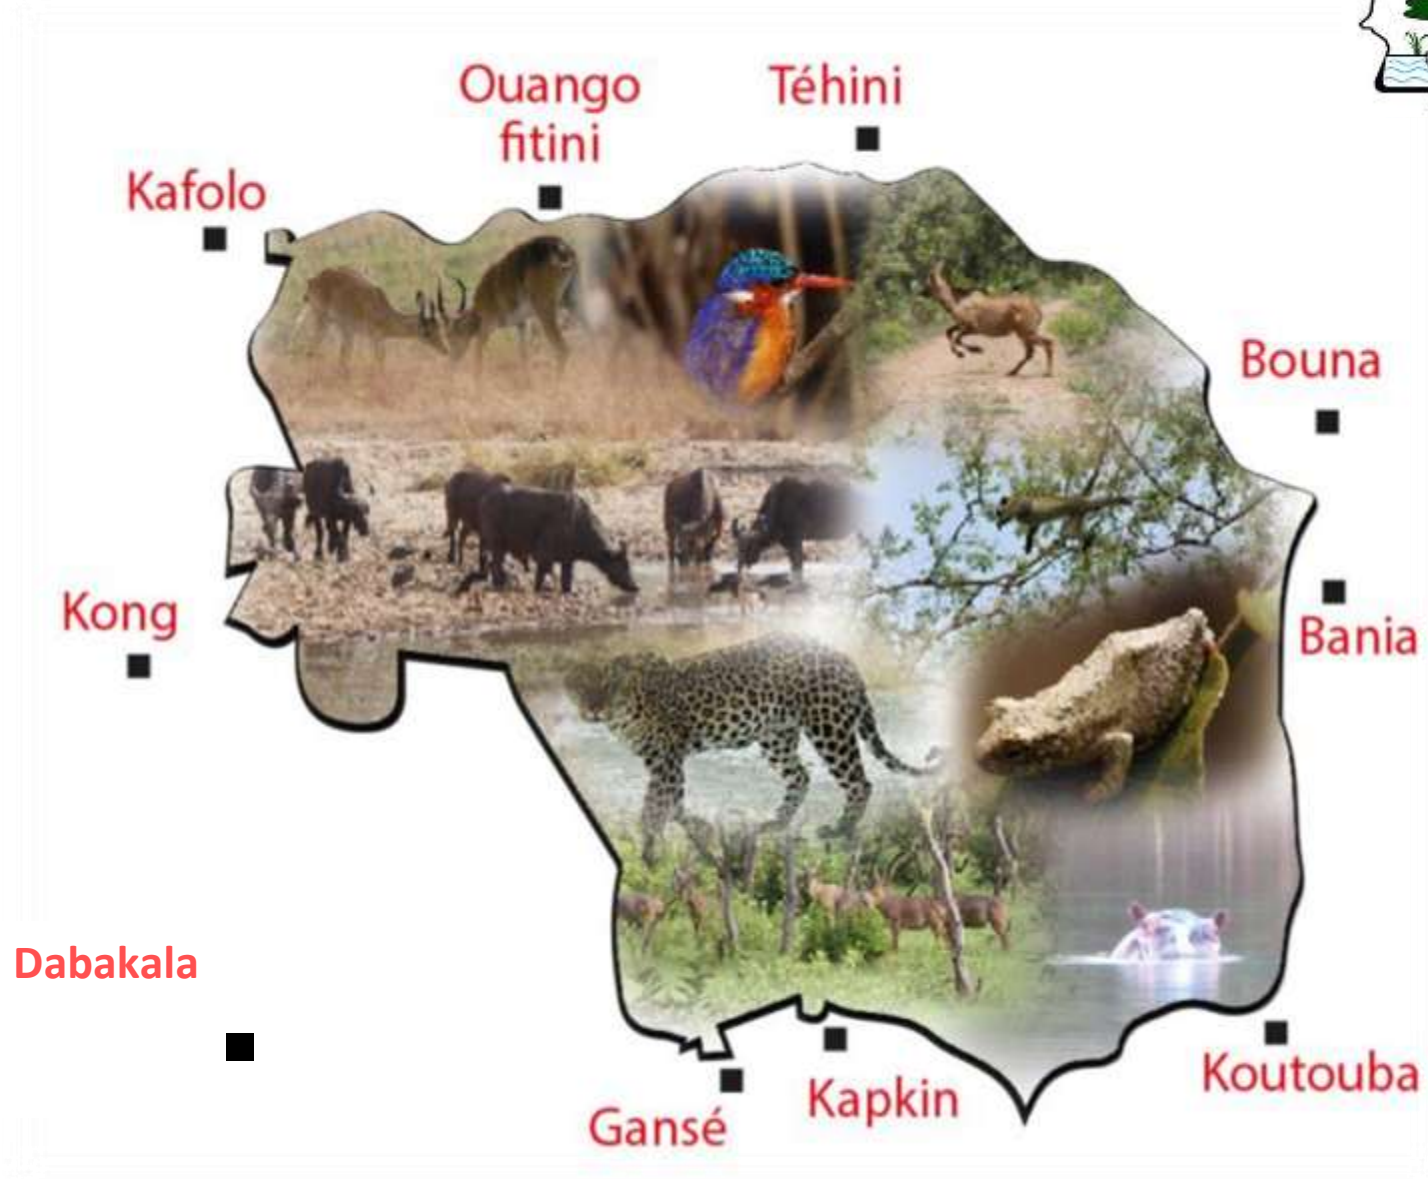 Ouango
fitini
Téhini
Kafolo
Bouna
Kong
Bania
Dabakala
Gansé
Kapkin
Koutouba